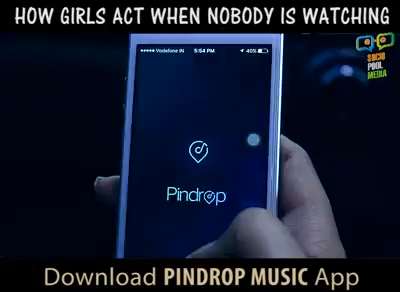 HOW GIRLS ACT WHEN NOBODY IS WATCHING
Vodafone IN 5:54 PM 40%
SOCIO
POOL
MEDIA
Pindrop
Download PINDROP MUSIC App